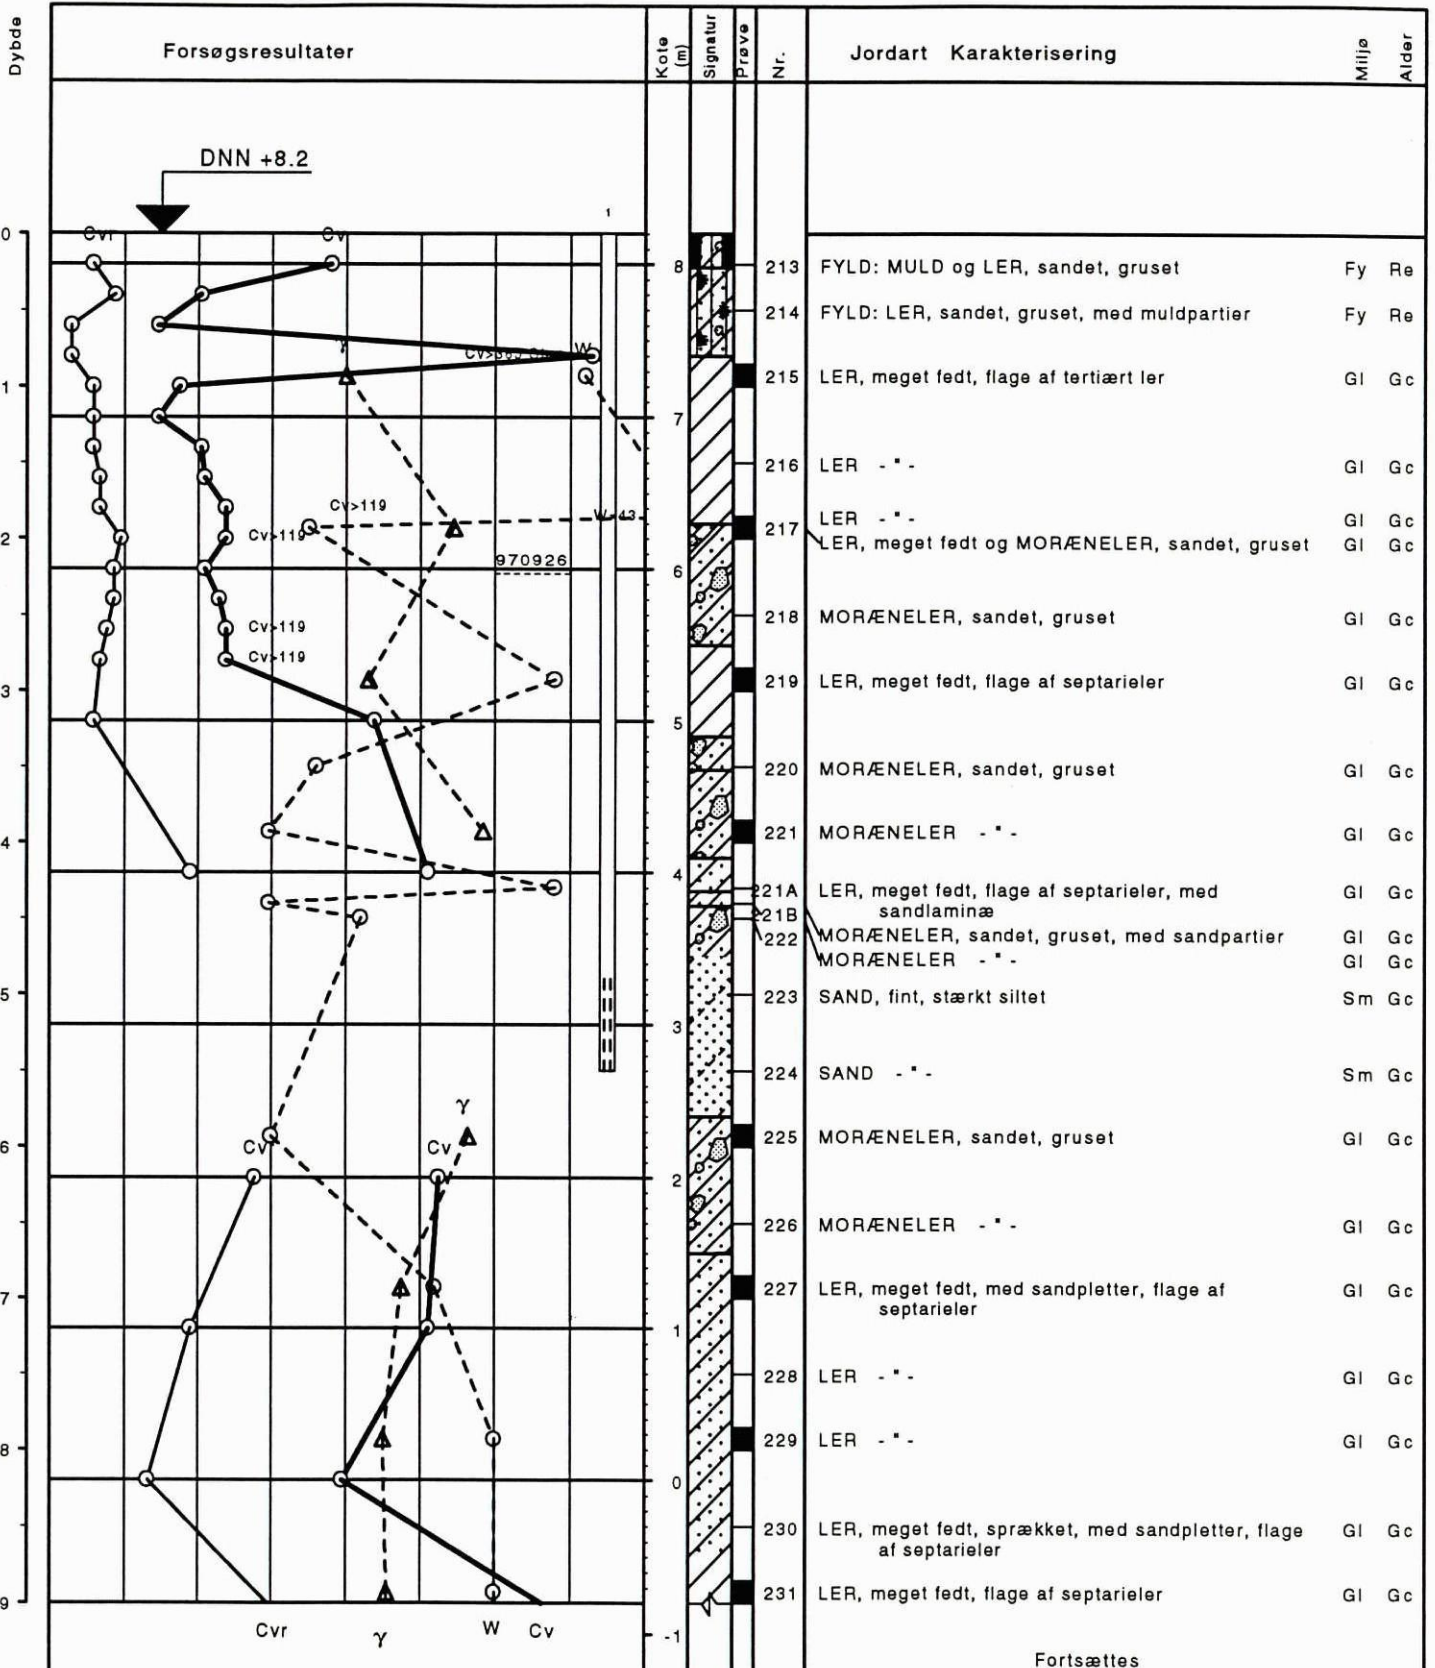 Dybde
Forsøgsresultater
Kote (m)
Signatur
Prøve
Nr.
Jordart Karakterisering
Miljø
Alder
DNN +8.2
1
0
Cvr
Cv
8
213 FYLD: MULD og LER, sandet, gruset Fy Re
214 FYLD: LER, sandet, gruset, med muldpartier Fy Re
γ
W
1
215 LER, meget fedt, flage af tertiært ler Gl Gc
7
216 LER - " - Gl Gc
Cv>119
W=43
LER - " - Gl Gc
217
2
Cv>119
LER, meget fedt og MORÆNELER, sandet, gruset Gl Gc
970926
6
218 MORÆNELER, sandet, gruset Gl Gc
Cv>119
Cv>119
3
219 LER, meget fedt, flage af septarieler Gl Gc
5
220 MORÆNELER, sandet, gruset Gl Gc
4
221 MORÆNELER - " - Gl Gc
4
221A LER, meget fedt, flage af septarieler, med Gl Gc
sandlaminæ
221B
222 MORÆNELER, sandet, gruset, med sandpartier Gl Gc
MORÆNELER - " - Gl Gc
5
223 SAND, fint, stærkt siltet Sm Gc
3
224 SAND - " - Sm Gc
γ
6
Cv
Cv
225 MORÆNELER, sandet, gruset Gl Gc
2
226 MORÆNELER - " - Gl Gc
7
227 LER, meget fedt, med sandpletter, flage af Gl Gc
septarieler
1
228 LER - " - Gl Gc
8
229 LER - " - Gl Gc
0
230 LER, meget fedt, sprækket, med sandpletter, flage Gl Gc
af septarieler
9
231 LER, meget fedt, flage af septarieler Gl Gc
Cvr
γ
W
Cv
-1
Fortsættes